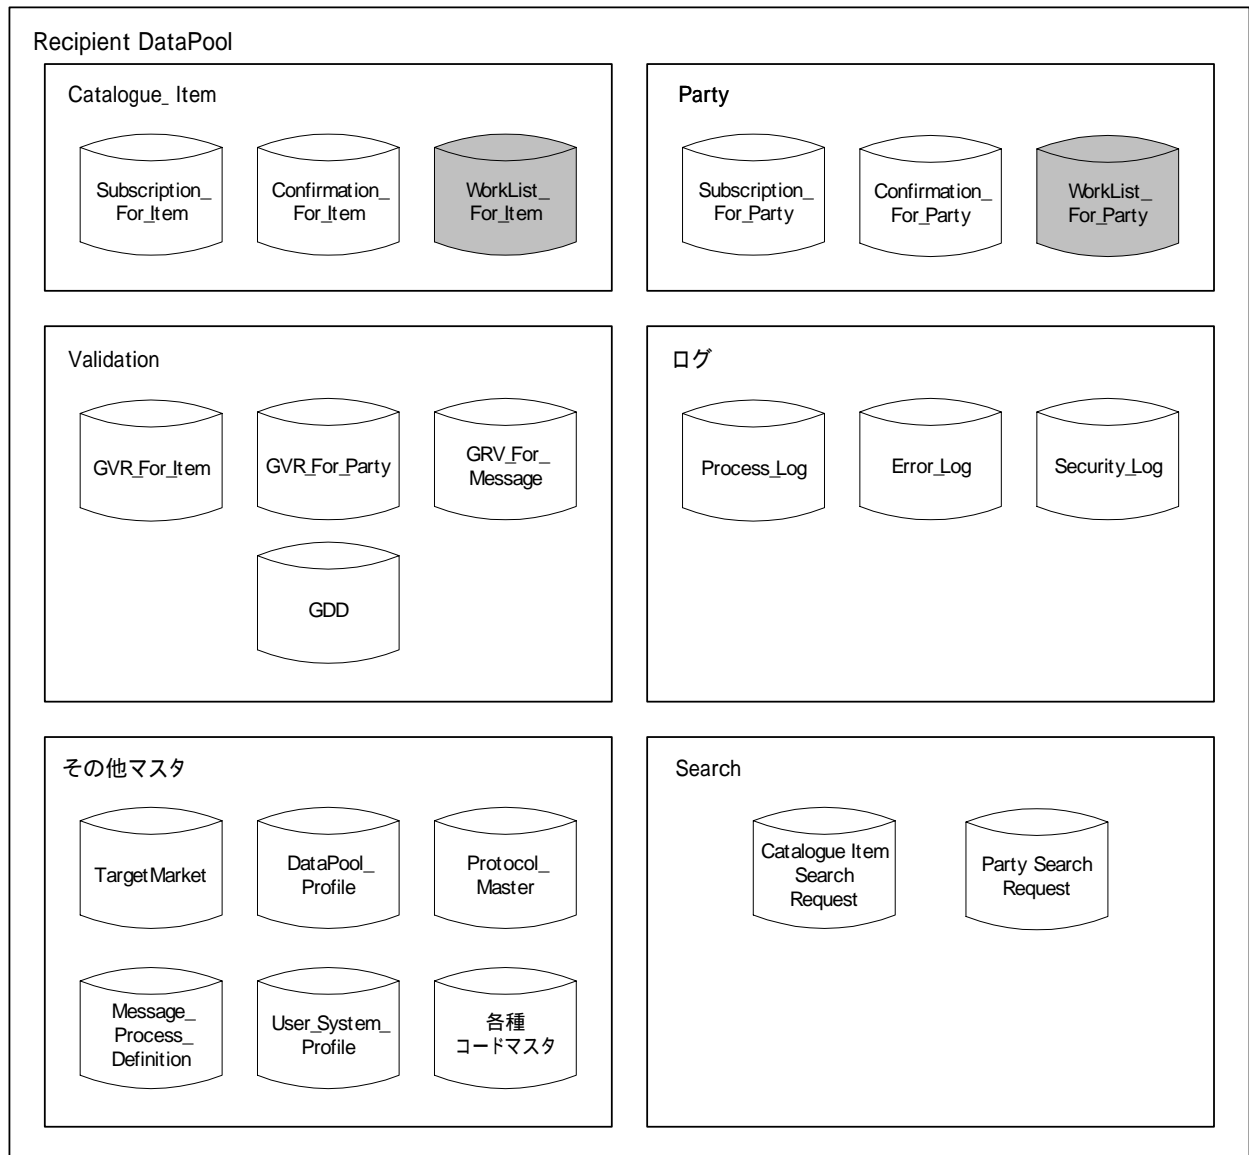 Recipient DataPool
Catalogue_ Item
Subscription_
For_Item
Confirmation_
For_Item
WorkList_
For_Item
Party
Subscription_
For_Party
Confirmation_
For_Party
WorkList_
For_Party
Validation
GVR_For_Item
GVR_For_Party
GRV_For_
Message
GDD
ログ
Process_Log
Error_Log
Security_Log
その他マスタ
TargetMarket
DataPool_
Profile
Protocol_
Master
Message_
Process_
Definition
User_System_
Profile
各種
コードマスタ
Search
Catalogue Item
Search
Request
Party Search
Request